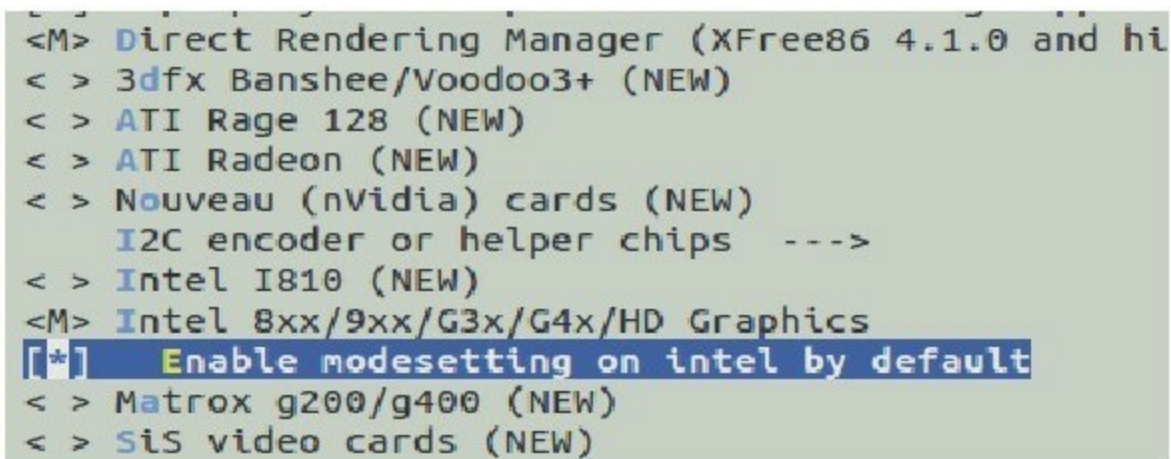 <M> Direct Rendering Manager (XFree86 4.1.0 and hi
< > 3dfx Banshee/Voodoo3+ (NEW)
< > ATI Rage 128 (NEW)
< > ATI Radeon (NEW)
< > Nouveau (nVidia) cards (NEW)
I2C encoder or helper chips --->
< > Intel I810 (NEW)
<M> Intel 8xx/9xx/G3x/G4x/HD Graphics
[*] Enable modesetting on intel by default
< > Matrox g200/g400 (NEW)
< > SiS video cards (NEW)